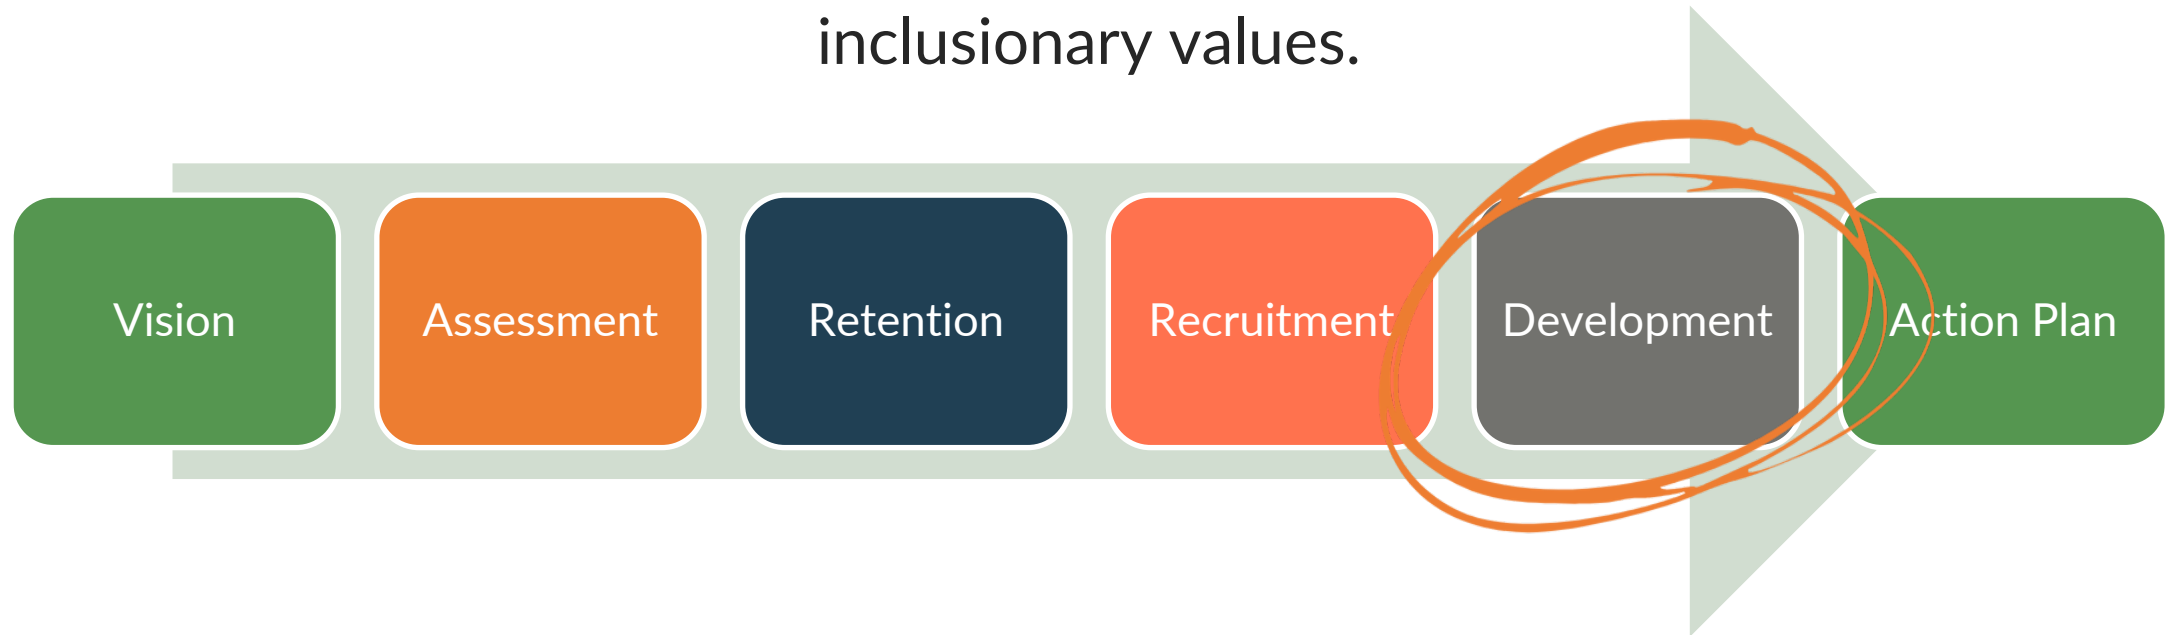 inclusionary values.
Vision
Assessment
Retention
Recruitment
Development
Action Plan